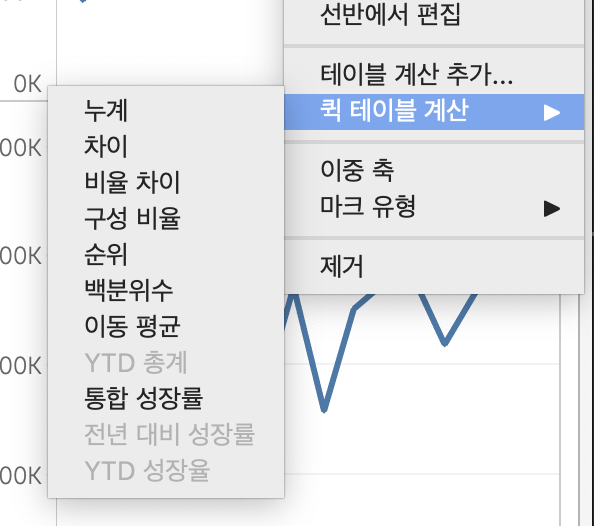 선반에서 편집
테이블 계산 추가...
퀵 테이블 계산
이중 축
마크 유형
제거
누계
차이
비율 차이
구성 비율
순위
백분위수
이동 평균
YTD 총계
통합 성장률
전년 대비 성장률
YTD 성장율
0K
00K
00K
00K
00K